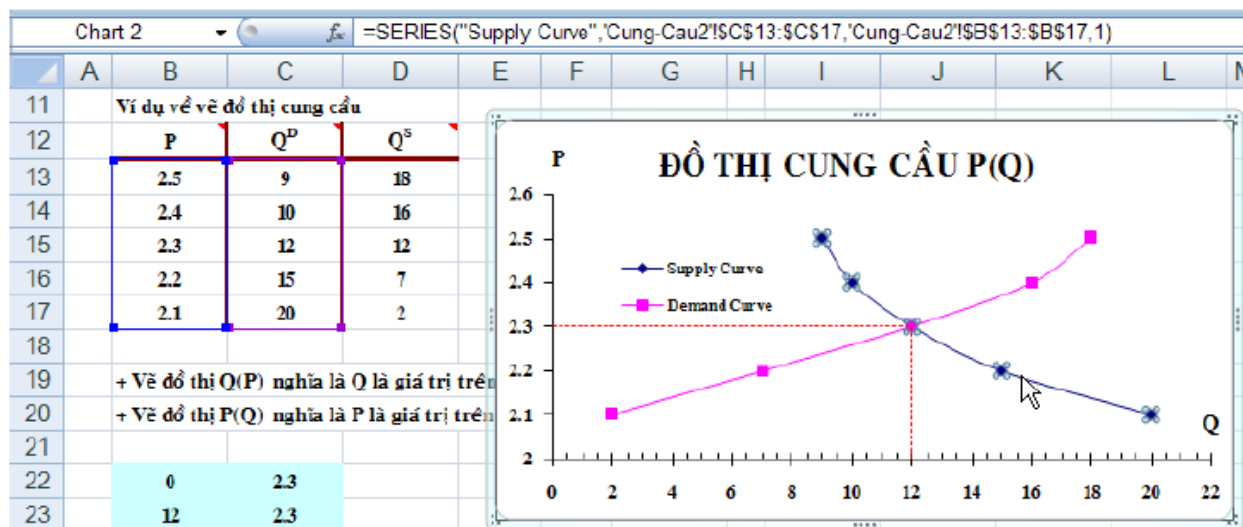 Chart 2 fx =SERIES("Supply Curve",'Cung-Cau2'!$C$13:$C$17,'Cung-Cau2'!$B$13:$B$17,1)
A B C D E F G H I J K L M
11 Ví dụ về vẽ đồ thị cung cầu
12 P Q^D Q^S
13 2.5 9 18
14 2.4 10 16
15 2.3 12 12
16 2.2 15 7
17 2.1 20 2
18
19 + Vẽ đồ thị Q(P) nghĩa là Q là giá trị trên
20 + Vẽ đồ thị P(Q) nghĩa là P là giá trị trên
21
22 0 2.3
23 12 2.3
P
ĐỒ THỊ CUNG CẦU P(Q)
2.6
2.5
2.4
2.3
2.2
2.1
2
Supply Curve
Demand Curve
Q
0 2 4 6 8 10 12 14 16 18 20 22